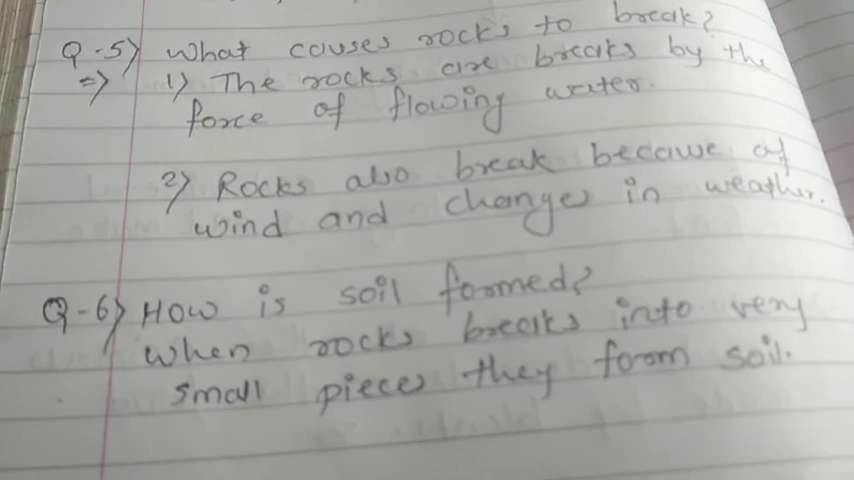 Q-5) What causes rocks to break?
=> 1) The rocks are breaks by the
force of flowing water.
2) Rocks also break because of
wind and changes in weather.
Q-6) How is soil formed?
When rocks breaks into very
small pieces they form soil.